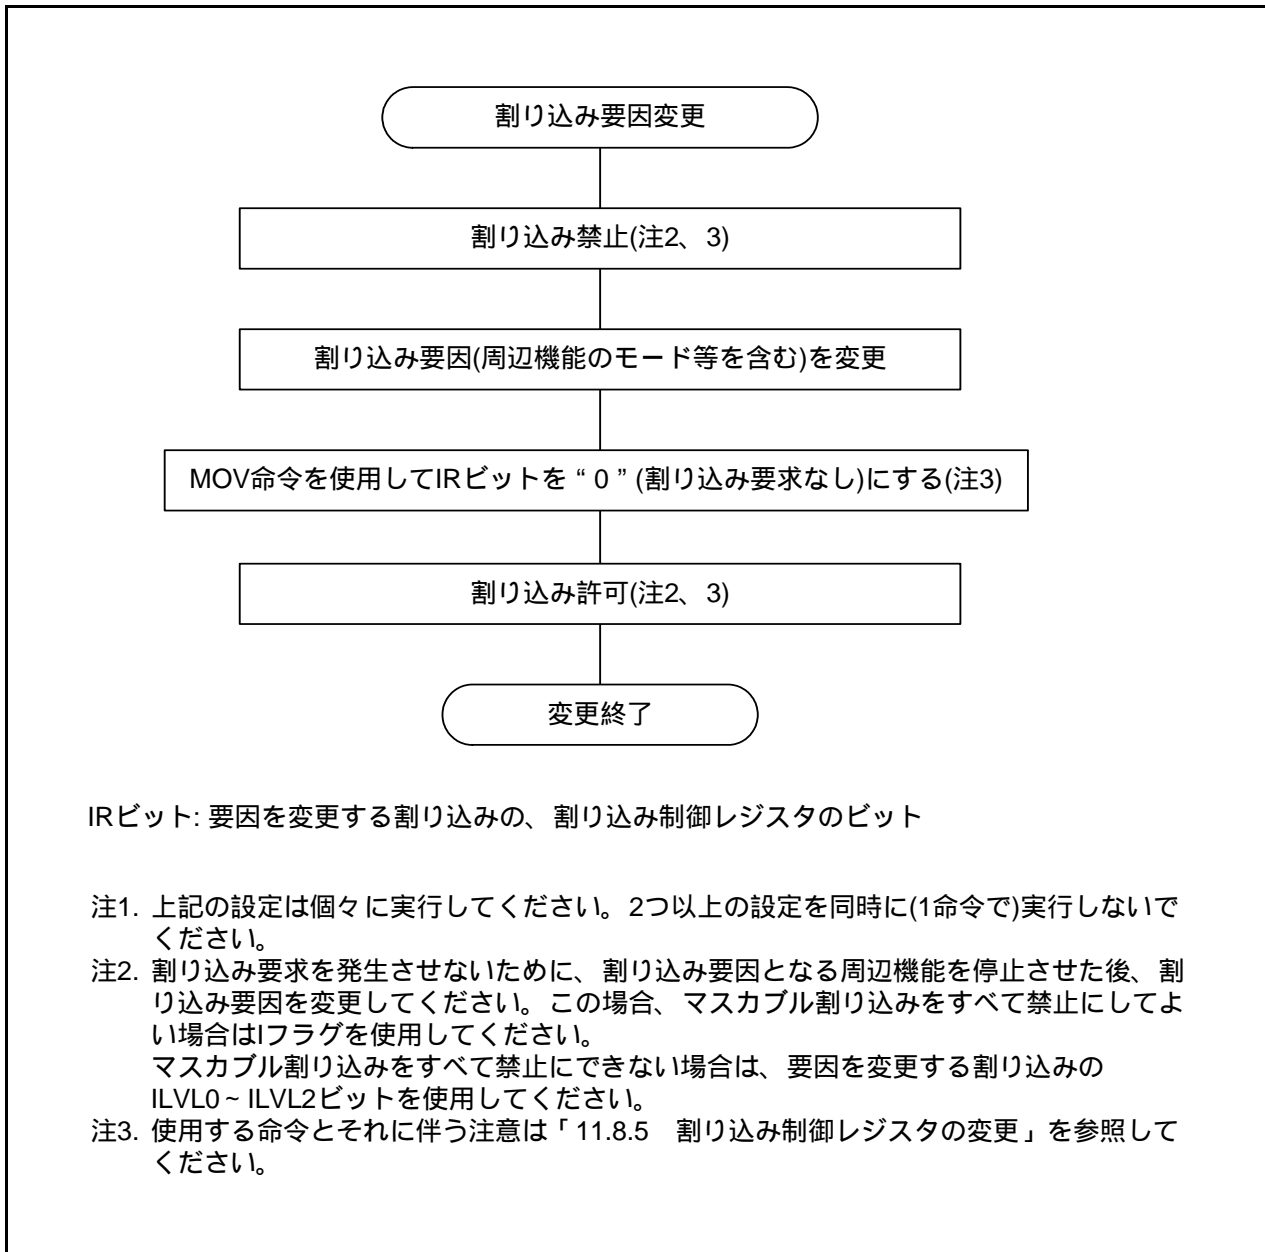 割り込み要因変更
割り込み禁止(注2、3)
割り込み要因(周辺機能のモード等を含む)を変更
MOV命令を使用してIRビットを“0”(割り込み要求なし)にする(注3)
割り込み許可(注2、3)
変更終了
IRビット: 要因を変更する割り込みの、割り込み制御レジスタのビット
注1. 上記の設定は個々に実行してください。2つ以上の設定を同時に(1命令で)実行しないで
ください。
注2. 割り込み要求を発生させないために、割り込み要因となる周辺機能を停止させた後、割
り込み要因を変更してください。この場合、マスカブル割り込みをすべて禁止にしてよ
い場合はIフラグを使用してください。
マスカブル割り込みをすべて禁止にできない場合は、要因を変更する割り込みの
ILVL0~ILVL2ビットを使用してください。
注3. 使用する命令とそれに伴う注意は「11.8.5 割り込み制御レジスタの変更」を参照して
ください。